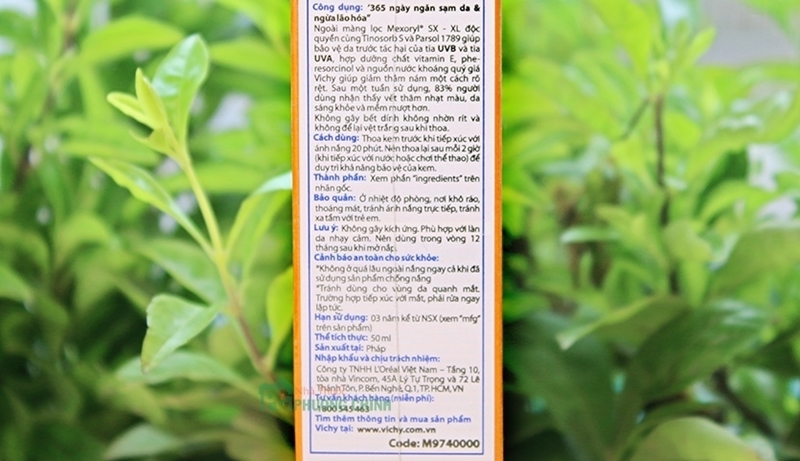 Công dụng: "365 ngày ngăn sạm da &
ngừa lão hóa"
Ngoài màng lọc Mexoryl® SX - XL độc
quyền cùng Tinosorb S và Parsol 1789 giúp
bảo vệ da trước tác hại của tia UVB và tia
UVA, hợp dưỡng chất vitamin E, phe-
resorcinol và nguồn nước khoáng quý giá
Vichy giúp giảm thâm nám một cách rõ
rệt. Sau một tuần sử dụng, 83% người
dùng nhận thấy vết thâm nhạt màu, da
sáng khỏe và mềm mượt hơn.
Không gây bết dính không nhờn rít và
không để lại vệt trắng sau khi thoa.
Cách dùng: Thoa kem trước khi tiếp xúc với
ánh nắng 20 phút. Nên thoa lại sau mỗi 2 giờ
(khi tiếp xúc với nước hoặc chơi thể thao) để
duy trì khả năng bảo vệ của kem.
Thành phần: Xem phần "ingredients" trên
nhãn gốc.
Bảo quản: Ở nhiệt độ phòng, nơi khô ráo,
thoáng mát, tránh ánh nắng trực tiếp, tránh
xa tầm với trẻ em.
Lưu ý: Không gây kích ứng. Phù hợp với làn
da nhạy cảm. Nên dùng trong vòng 12
tháng sau khi mở nắp.
Cảnh báo an toàn cho sức khỏe:
*Không ở quá lâu ngoài nắng ngay cả khi đã
sử dụng sản phẩm chống nắng
*Tránh dùng cho vùng da quanh mắt.
Trường hợp tiếp xúc với mắt, phải rửa ngay
lập tức.
Hạn sử dụng: 03 năm kể từ NSX (xem "mfg"
trên sản phẩm)
Thể tích thực: 50 ml
Sản xuất tại: Pháp
Nhập khẩu và chịu trách nhiệm:
Công ty TNHH L'Oréal Việt Nam – Tầng 10,
tòa nhà Vincom, 45A Lý Tự Trọng và 72 Lê
Thánh Tôn, P. Bến Nghé, Q.1, TP. HCM, VN
Tư vấn khách hàng (miễn phí):
1800 545 463
PHƯƠNG CHINH
Tìm thêm thông tin và mua sản phẩm
Vichy tại: www.vichy.com.vn
Code: M9740000